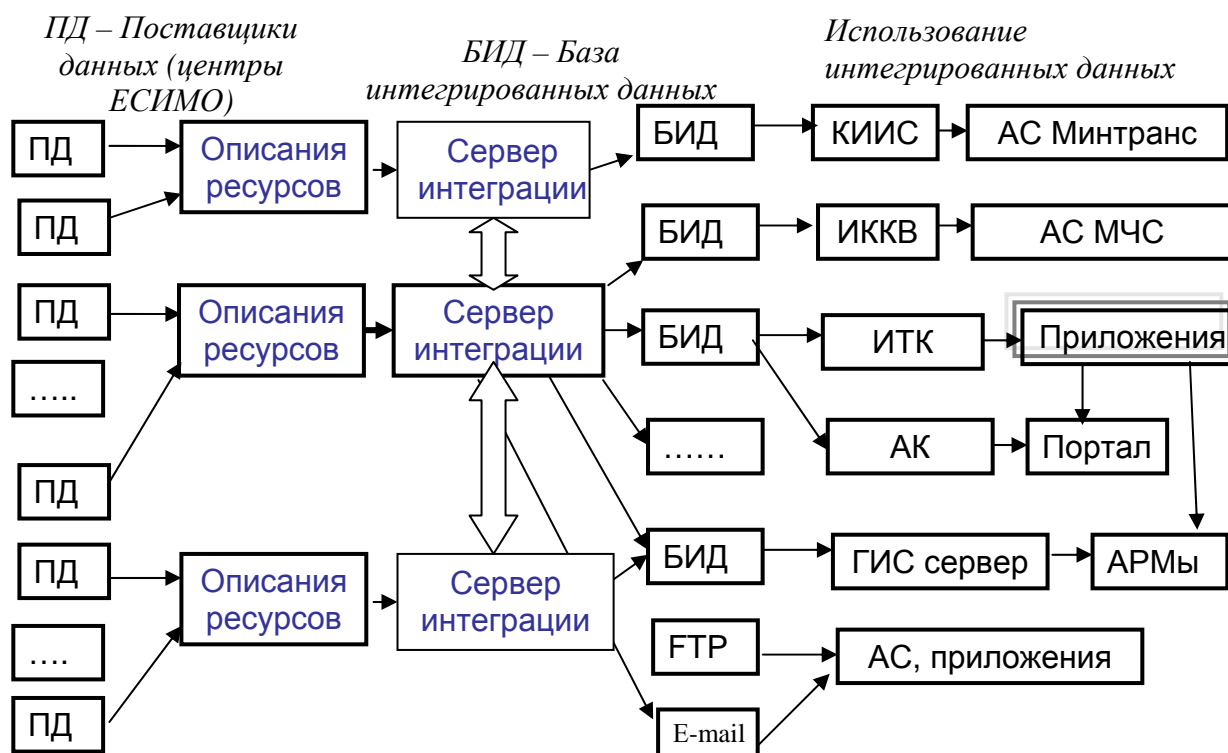 ПД – Поставщики
данных (центры
ЕСИМО)
БИД – База
интегрированных данных
Использование
интегрированных данных
ПД
Описания
ресурсов
Сервер
интеграции
БИД
КИИС
АС Минтранс
ПД
БИД
ИККВ
АС МЧС
ПД
Описания
ресурсов
Сервер
интеграции
БИД
ИТК
Приложения
…..
……
АК
Портал
ПД
ПД
Описания
ресурсов
Сервер
интеграции
БИД
ГИС сервер
АРМы
….
FTP
АС, приложения
ПД
E-mail